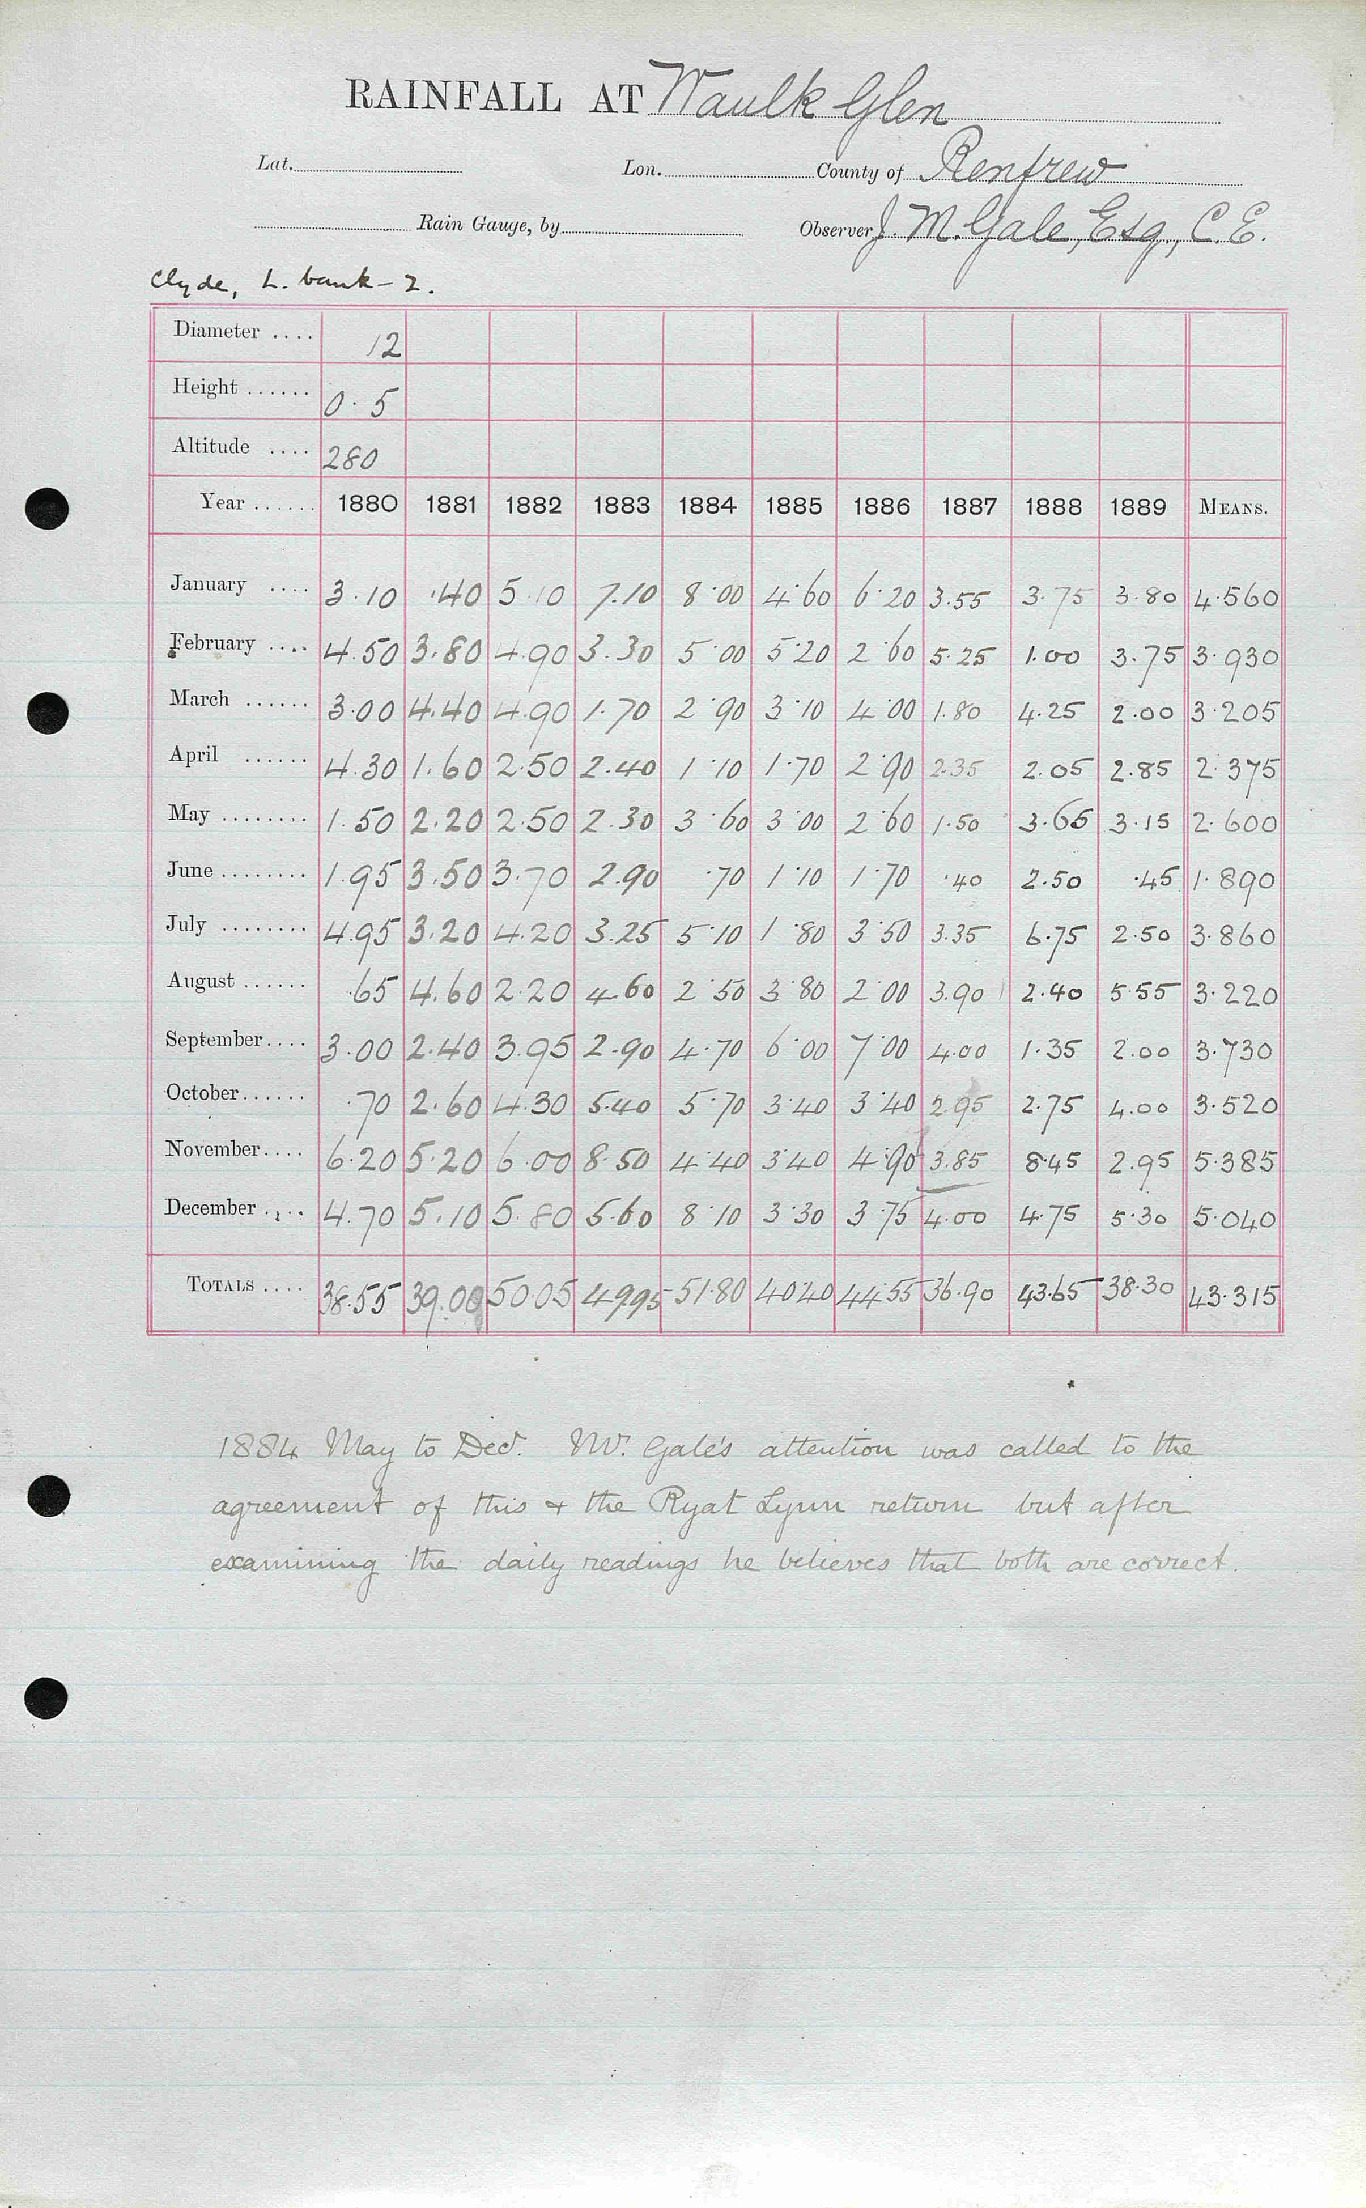 RAINFALL AT Waulk Glen
Lat. Lon. County of Renfrew
Rain Gauge, by Observer J. M. Gale, Esq., C.E.
Clyde, L. bank - 2.
Diameter .... 12
Height ...... 0.5
Altitude .... 280
Year ...... 1880 1881 1882 1883 1884 1885 1886 1887 1888 1889 MEANS.
January .... 3.10 .40 5.10 7.10 8.00 4.60 6.20 3.55 3.75 3.80 4.560
February .... 4.50 3.80 4.90 3.30 5.00 5.20 2.60 5.25 1.00 3.75 3.930
March ...... 3.00 4.40 4.90 1.70 2.90 3.10 4.00 1.80 4.25 2.00 3.205
April ...... 4.30 1.60 2.50 2.40 1.10 1.70 2.90 2.35 2.05 2.85 2.375
May ........ 1.50 2.20 2.50 2.30 3.60 3.00 2.60 1.50 3.65 3.15 2.600
June ........ 1.95 3.50 3.70 2.90 .70 1.10 1.70 .40 2.50 .45 1.890
July ........ 4.95 3.20 4.20 3.25 5.10 1.80 3.50 3.35 6.75 2.50 3.860
August ...... .65 4.60 2.20 4.60 2.50 3.80 2.00 3.90 2.40 5.55 3.220
September .... 3.00 2.40 3.95 2.90 4.70 6.00 7.00 4.00 1.35 2.00 3.730
October ...... .70 2.60 4.30 5.40 5.70 3.40 3.40 2.95 2.75 4.00 3.520
November .... 6.20 5.20 6.00 8.50 4.40 3.40 4.90 3.85 8.45 2.95 5.385
December .... 4.70 5.10 5.80 5.60 8.10 3.30 3.75 4.00 4.75 5.30 5.040
TOTALS .... 38.55 39.00 50.05 49.95 51.80 40.40 44.55 36.90 43.65 38.30 43.315
1884 May to Decr. Mr. Gale's attention was called to the
agreement of this & the Ryat Lynn return but after
examining the daily readings he believes that both are correct.